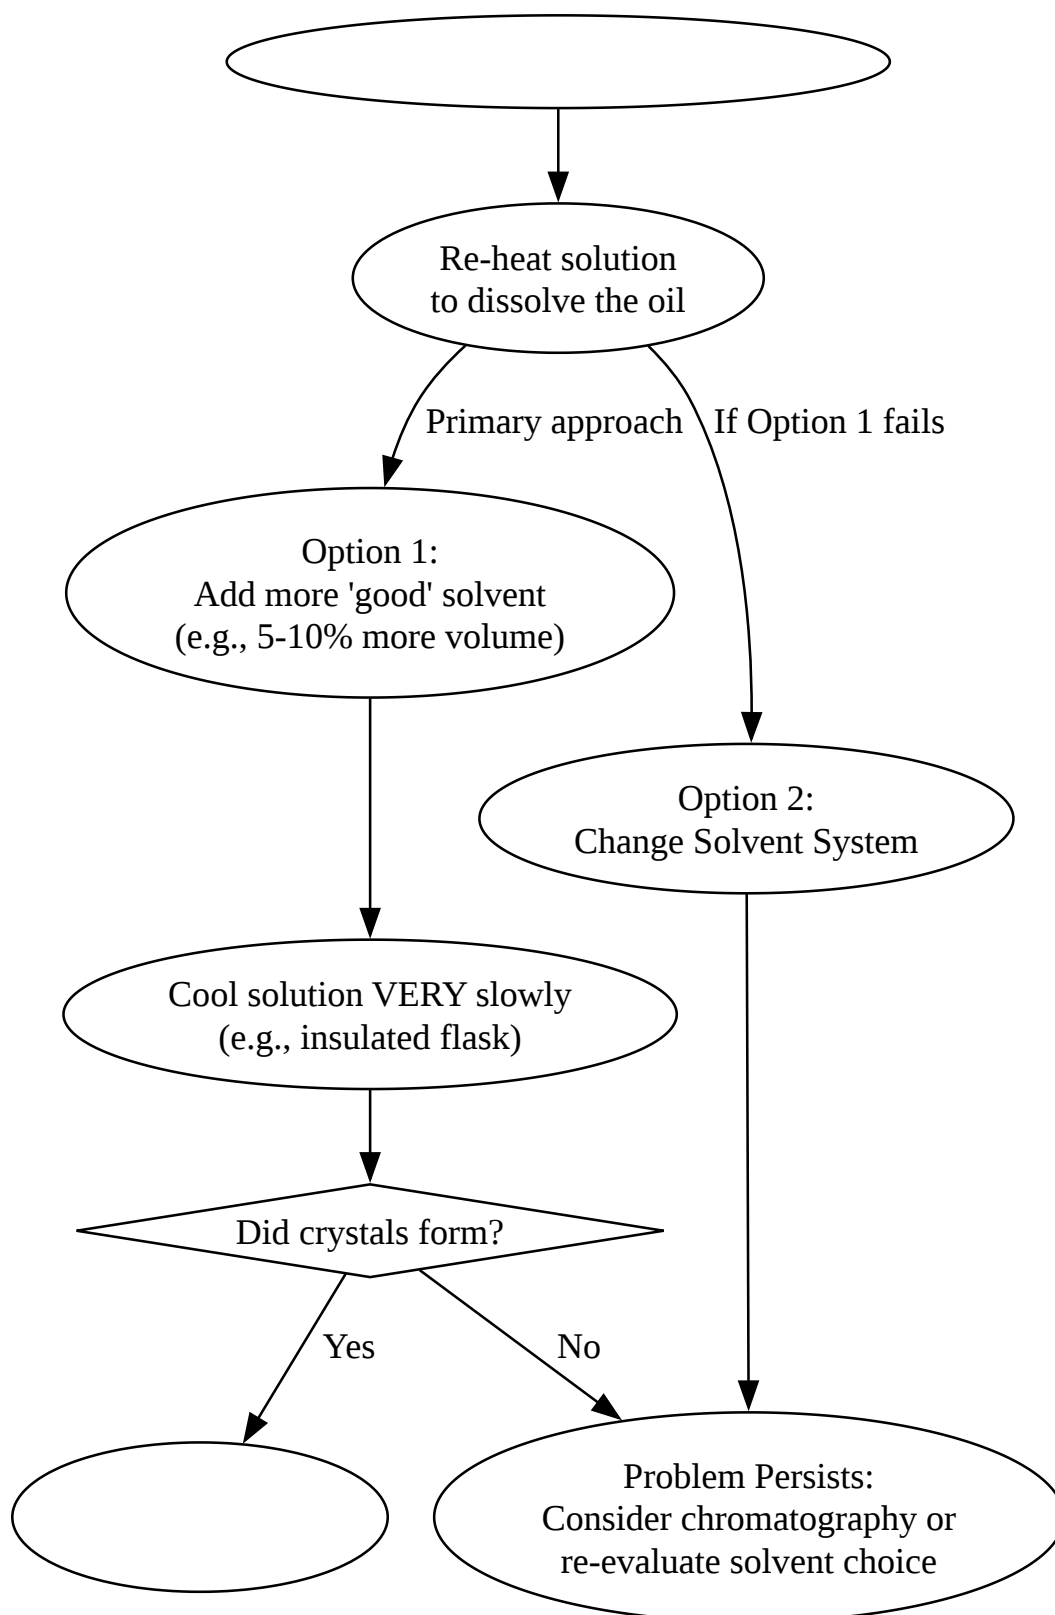 Re-heat solution
to dissolve the oil
Primary approach
If Option 1 fails
Option 1:
Add more 'good' solvent
(e.g., 5-10% more volume)
Option 2:
Change Solvent System
Cool solution VERY slowly
(e.g., insulated flask)
Did crystals form?
Yes
No
Problem Persists:
Consider chromatography or
re-evaluate solvent choice